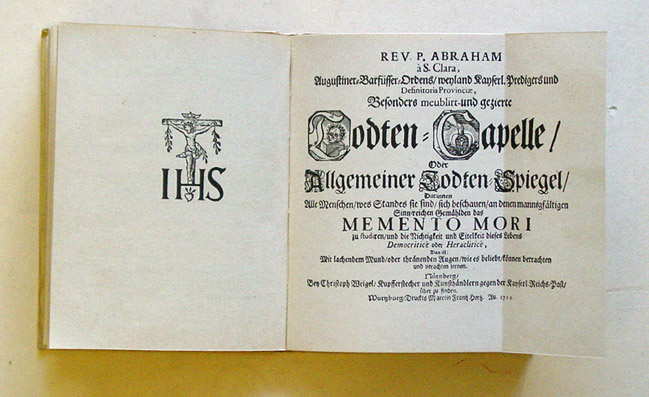 IHS
REV. P. ABRAHAM
à S. Clara,
Augustiner-Barfüsser-Ordens/weyland Kayserl. Predigers und
Definitoris Provinciæ,
Besonders meublirt-und gezierte
Todten-Capelle/
Oder
Allgemeiner Todten-Spiegel/
Darinnen
Alle Menschen/wes Standes sie sind/sich beschauen/an denen mannigfältigen
Sinn-reichen Gemählden das
MEMENTO MORI
zu studiren/und die Nichtigkeit und Eitelkeit dieses Lebens
Democriticè oder Heracliticè,
Das ist:
Mit lachendem Mund/oder thränenden Augen/wie es beliebt/können betrachten
und verachten lernen.
Nürnberg/
Bey Christoph Weigel/Kupfferstecher und Kunsthändlern gegen der Kayserl. Reichs-Post/
über zu finden.
Würtzburg/Druckts Martin Frantz Hertz. An.